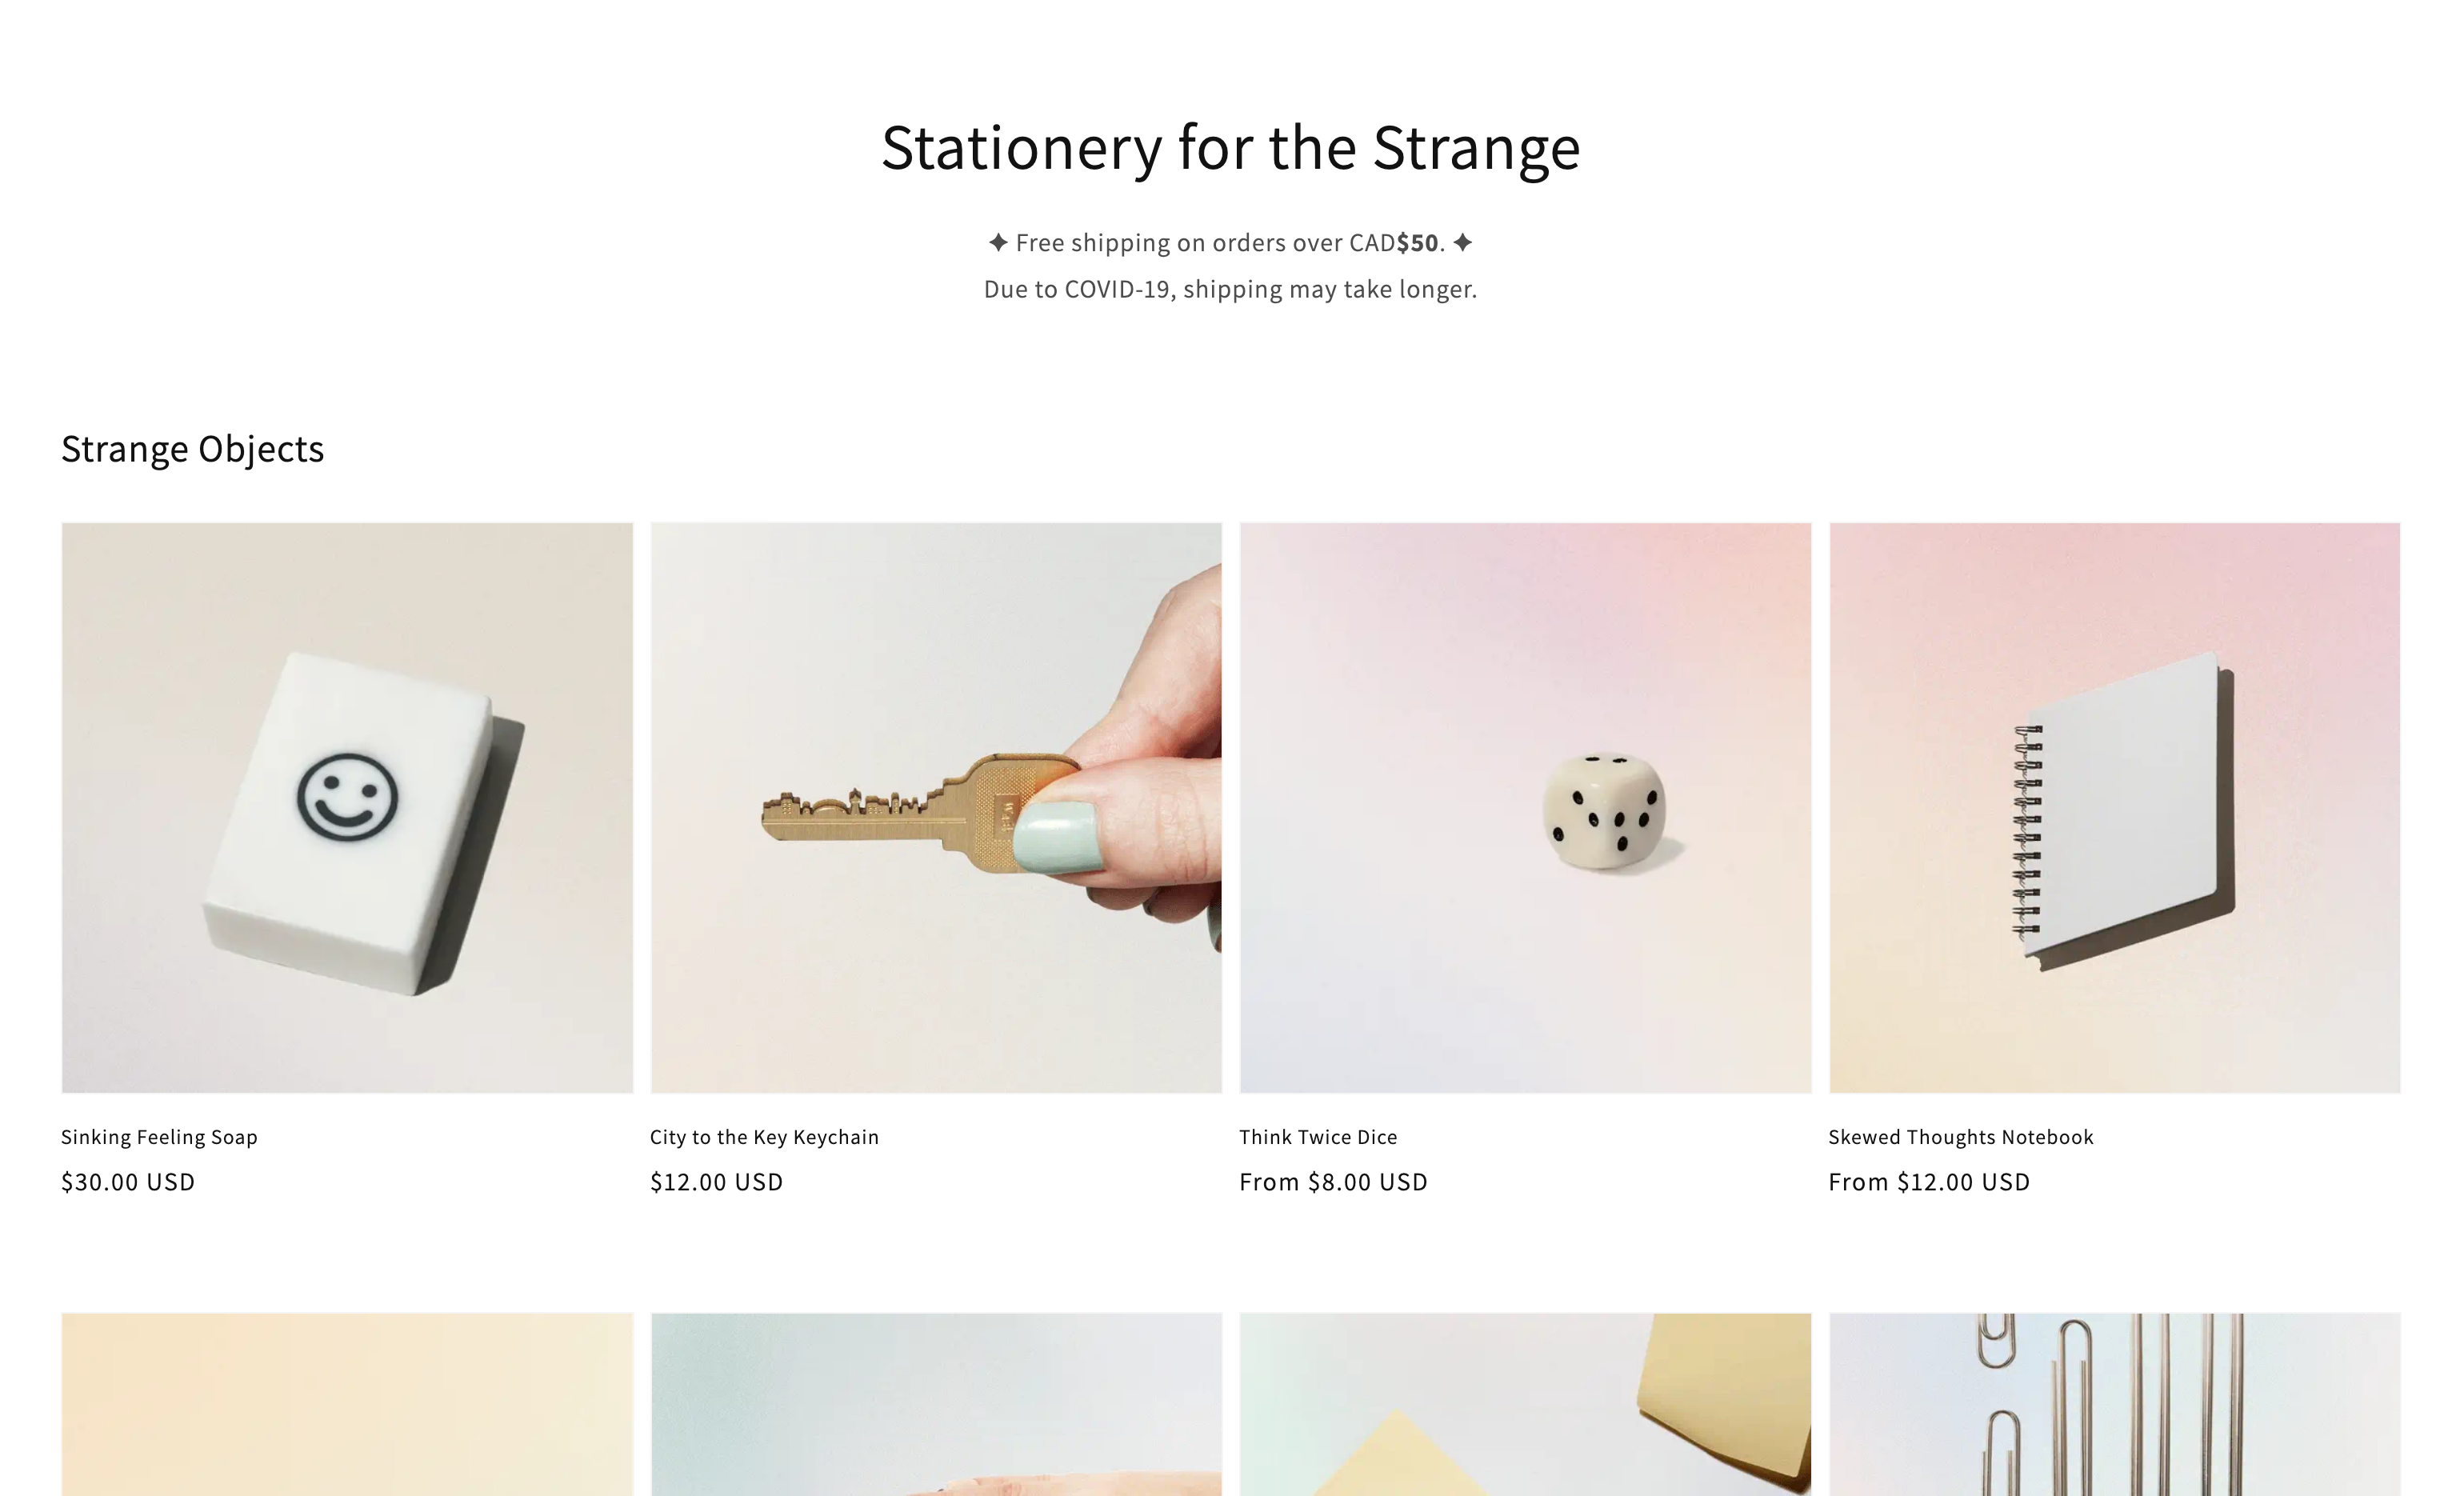 Stationery for the Strange
✦ Free shipping on orders over CAD$50. ✦
Due to COVID-19, shipping may take longer.
Strange Objects
Sinking Feeling Soap
$30.00 USD
City to the Key Keychain
$12.00 USD
Think Twice Dice
From $8.00 USD
Skewed Thoughts Notebook
From $12.00 USD